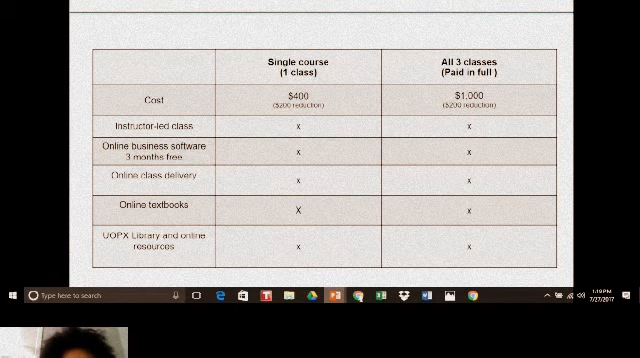 Single course
(1 class)
All 3 classes
(Paid in full )
Cost
$400
($200 reduction)
$1,000
($200 reduction)
Instructor-led class
x
x
Online business software
3 months free
x
x
Online class delivery
x
x
Online textbooks
X
x
UOPX Library and online
resources
x
x
Type here to search
1:19 PM
7/27/2017